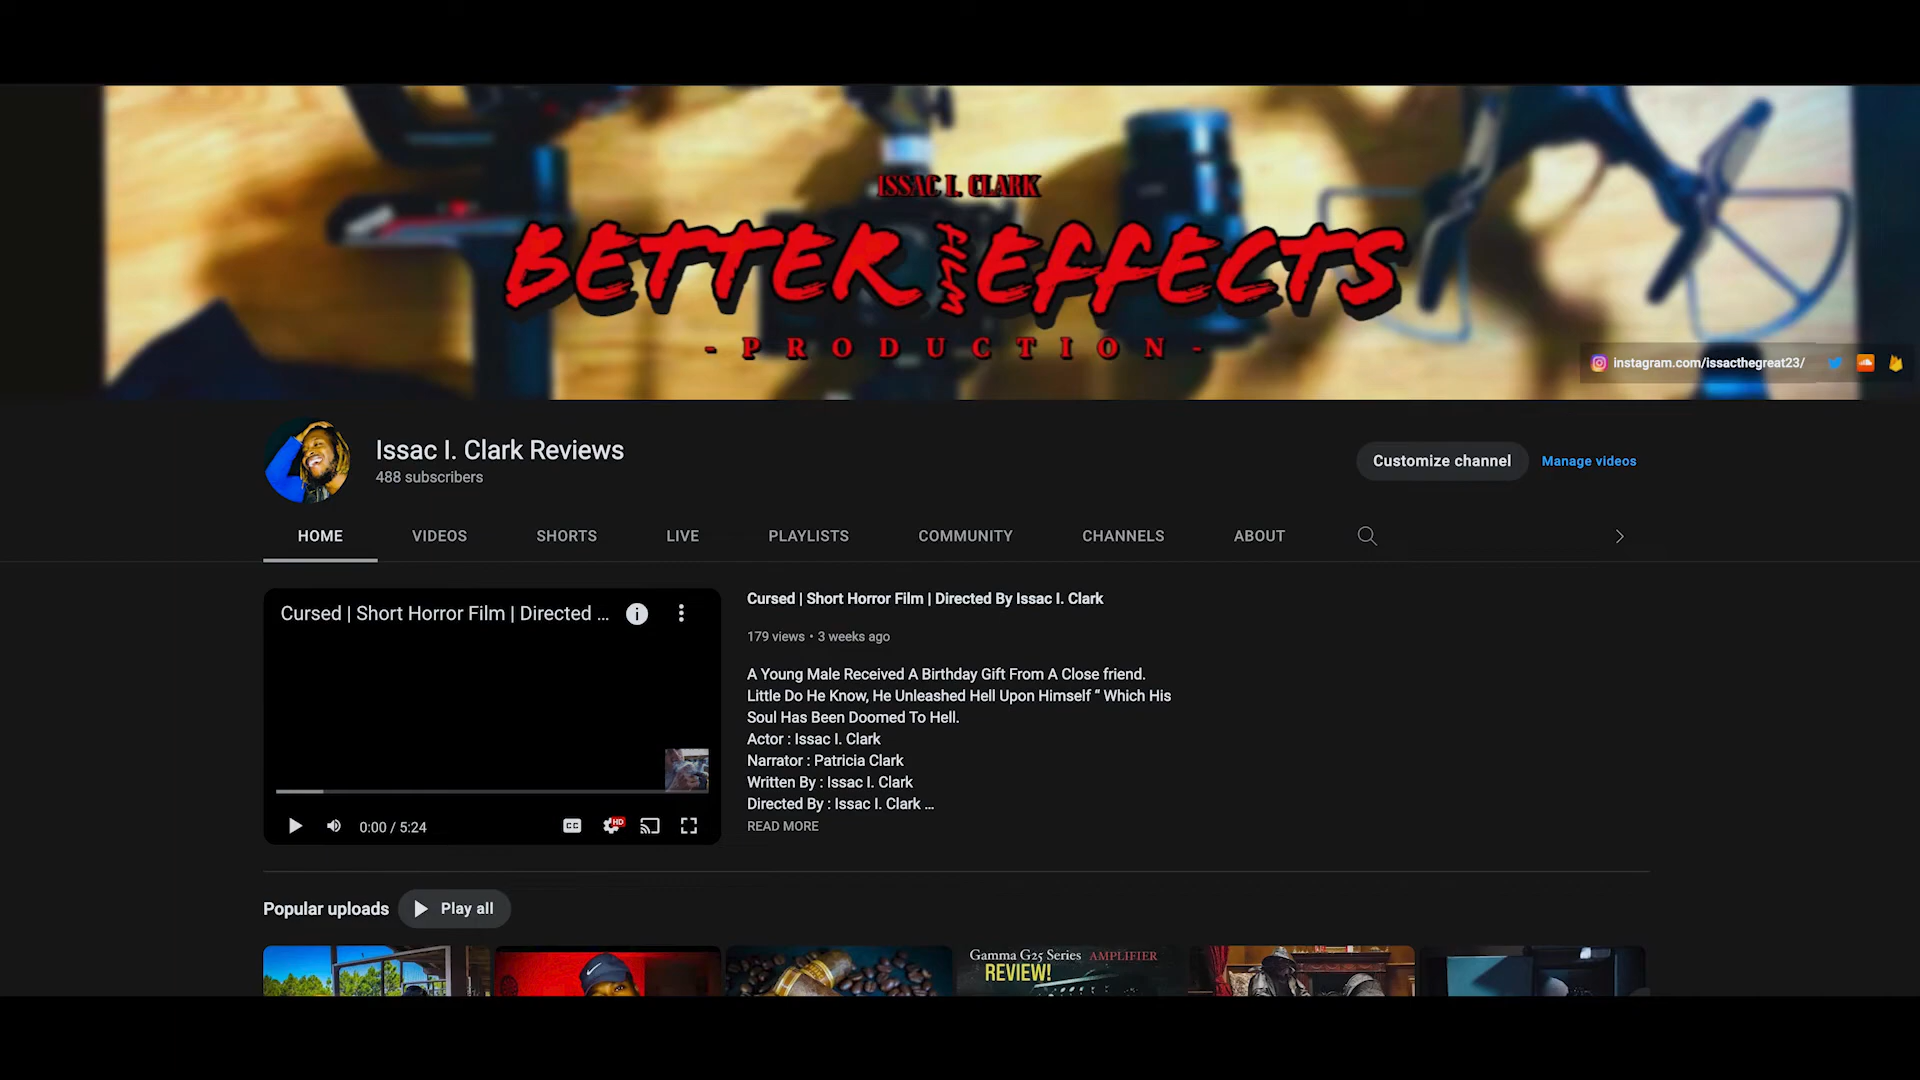 ISSAC I. CLARK
BETTER FILM EFFECTS
- PRODUCTION -
instagram.com/issacthegreat23/
Issac I. Clark Reviews
488 subscribers
Customize channel
Manage videos
HOME
VIDEOS
SHORTS
LIVE
PLAYLISTS
COMMUNITY
CHANNELS
ABOUT
Cursed | Short Horror Film | Directed ...
CC
HD
0:00 / 5:24
Cursed | Short Horror Film | Directed By Issac I. Clark
179 views • 3 weeks ago
A Young Male Received A Birthday Gift From A Close friend.
Little Do He Know, He Unleashed Hell Upon Himself “ Which His
Soul Has Been Doomed To Hell.
Actor : Issac I. Clark
Narrator : Patricia Clark
Written By : Issac I. Clark
Directed By : Issac I. Clark ...
READ MORE
Popular uploads
Play all
Gamma G25 Series AMPLIFIER
REVIEW!